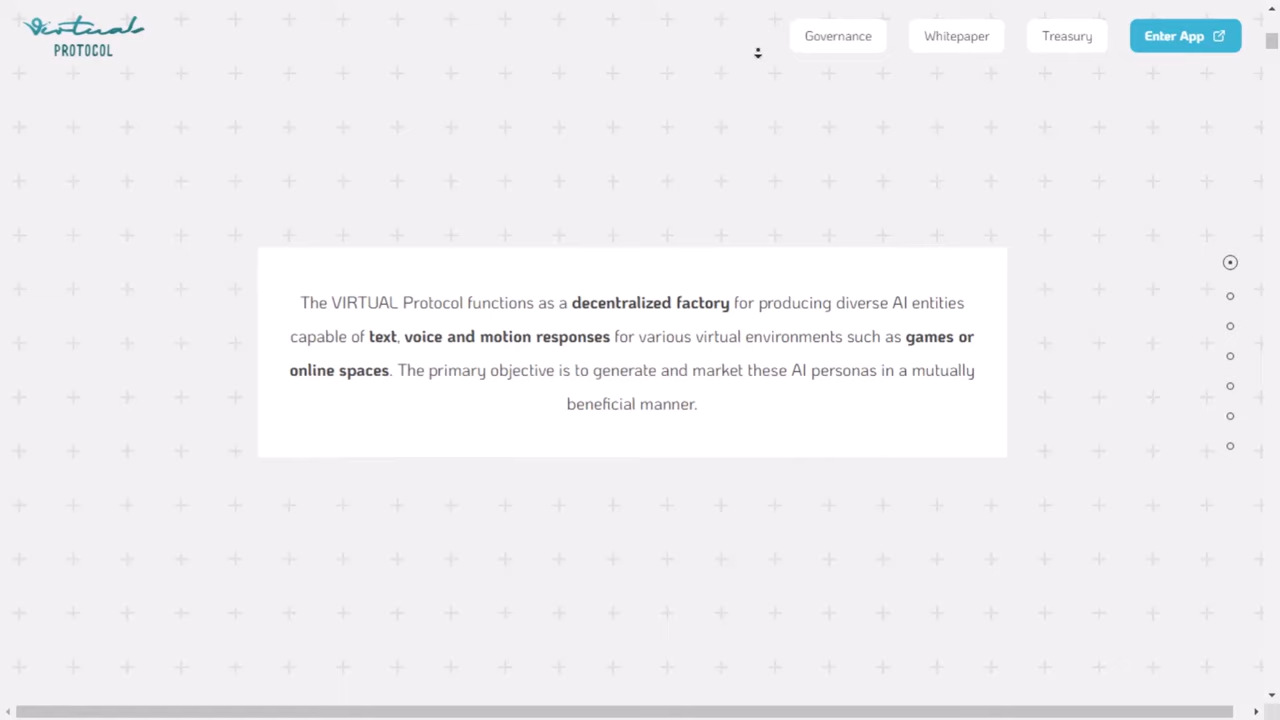 Virtual
PROTOCOL
Governance
Whitepaper
Treasury
Enter App
The VIRTUAL Protocol functions as a decentralized factory for producing diverse AI entities
capable of text, voice and motion responses for various virtual environments such as games or
online spaces. The primary objective is to generate and market these AI personas in a mutually
beneficial manner.